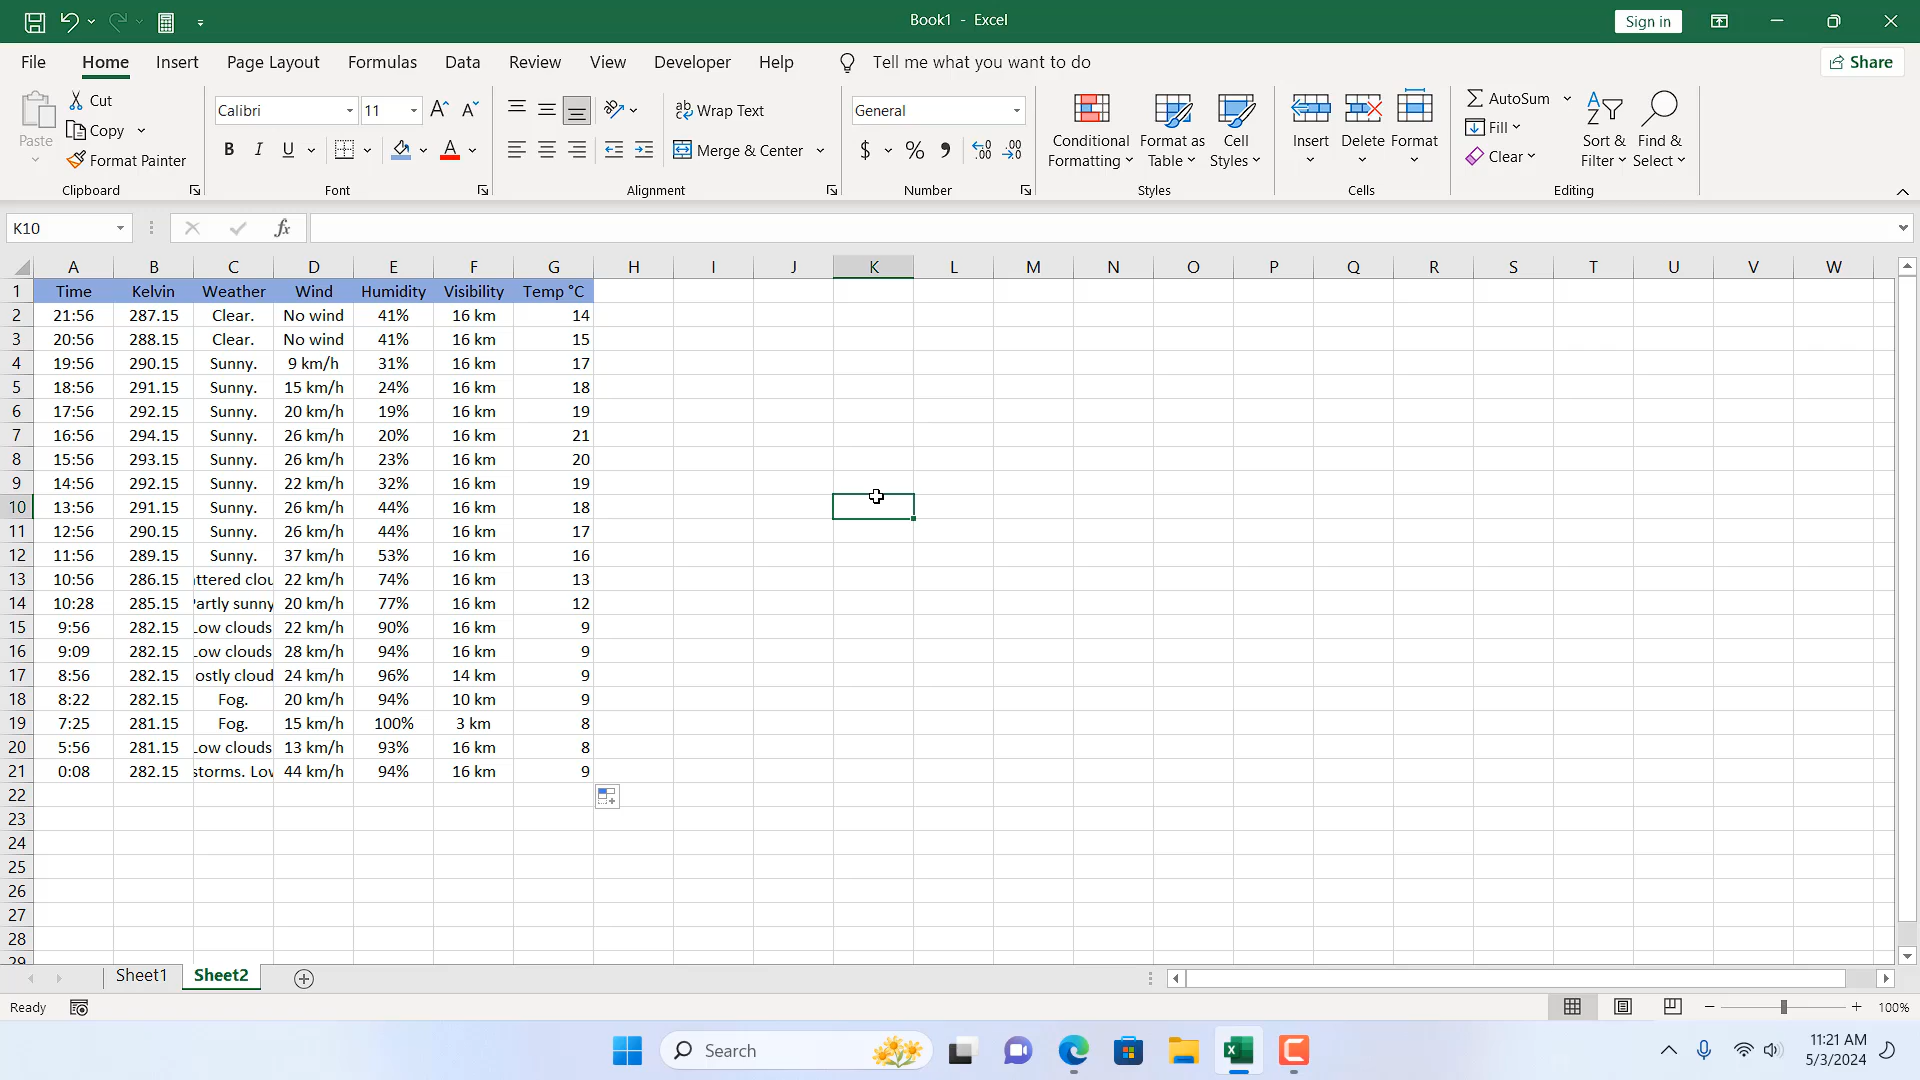 Book1 - Excel
Sign in
File Home Insert Page Layout Formulas Data Review View Developer Help Tell me what you want to do Share
Paste Cut Copy Format Painter Clipboard
Calibri 11 B I U A Font
Wrap Text Merge & Center Alignment
General $ % Number
Conditional Formatting Format as Table Cell Styles Styles
Insert Delete Format Cells
AutoSum Fill Clear Sort & Filter Find & Select Editing
K10 fx
A B C D E F G H I J K L M N O P Q R S T U V W
1 Time Kelvin Weather Wind Humidity Visibility Temp °C
2 21:56 287.15 Clear. No wind 41% 16 km 14
3 20:56 288.15 Clear. No wind 41% 16 km 15
4 19:56 290.15 Sunny. 9 km/h 31% 16 km 17
5 18:56 291.15 Sunny. 15 km/h 24% 16 km 18
6 17:56 292.15 Sunny. 20 km/h 19% 16 km 19
7 16:56 294.15 Sunny. 26 km/h 20% 16 km 21
8 15:56 293.15 Sunny. 26 km/h 23% 16 km 20
9 14:56 292.15 Sunny. 22 km/h 32% 16 km 19
10 13:56 291.15 Sunny. 26 km/h 44% 16 km 18
11 12:56 290.15 Sunny. 26 km/h 44% 16 km 17
12 11:56 289.15 Sunny. 37 km/h 53% 16 km 16
13 10:56 286.15 ttered clou 22 km/h 74% 16 km 13
14 10:28 285.15 Partly sunny 20 km/h 77% 16 km 12
15 9:56 282.15 Low clouds 22 km/h 90% 16 km 9
16 9:09 282.15 Low clouds 28 km/h 94% 16 km 9
17 8:56 282.15 ostly cloud 24 km/h 96% 14 km 9
18 8:22 282.15 Fog. 20 km/h 94% 10 km 9
19 7:25 281.15 Fog. 15 km/h 100% 3 km 8
20 5:56 281.15 Low clouds 13 km/h 93% 16 km 8
21 0:08 282.15 storms. Lov 44 km/h 94% 16 km 9
22
23
24
25
26
27
28
29
Sheet1 Sheet2
Ready 100%
Search
11:21 AM
5/3/2024